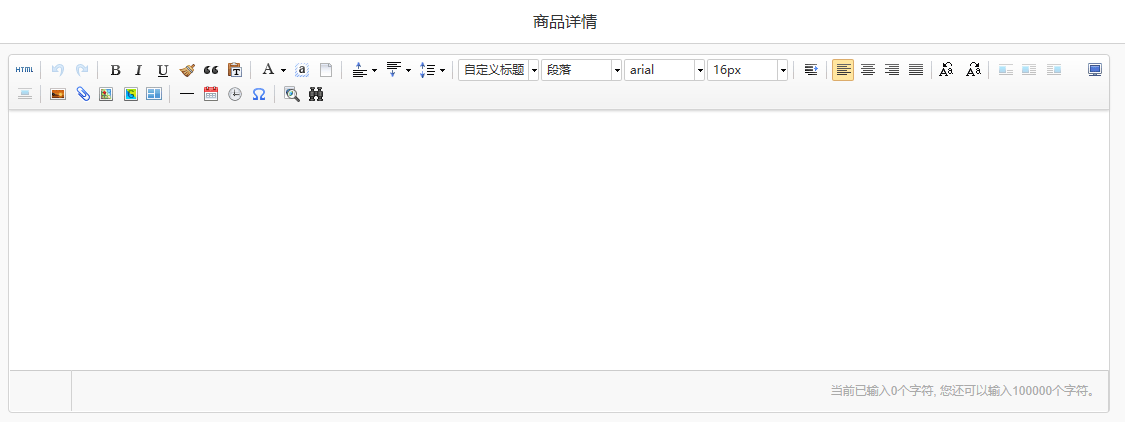 商品详情
HTML B I U A a 自定义标题 段落 arial 16px Aa Aa
Ω
当前已输入0个字符, 您还可以输入100000个字符。